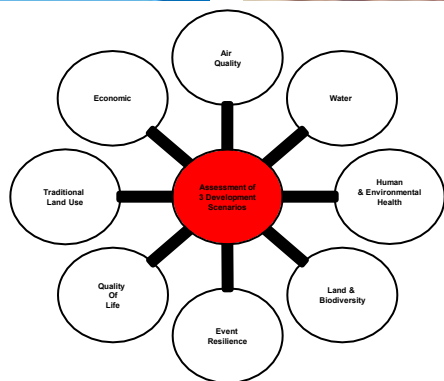 Air
Quality
Economic
Water
Assessment of
3 Development
Scenarios
Traditional
Land Use
Human
& Environmental
Health
Quality
Of
Life
Land &
Biodiversity
Event
Resilience